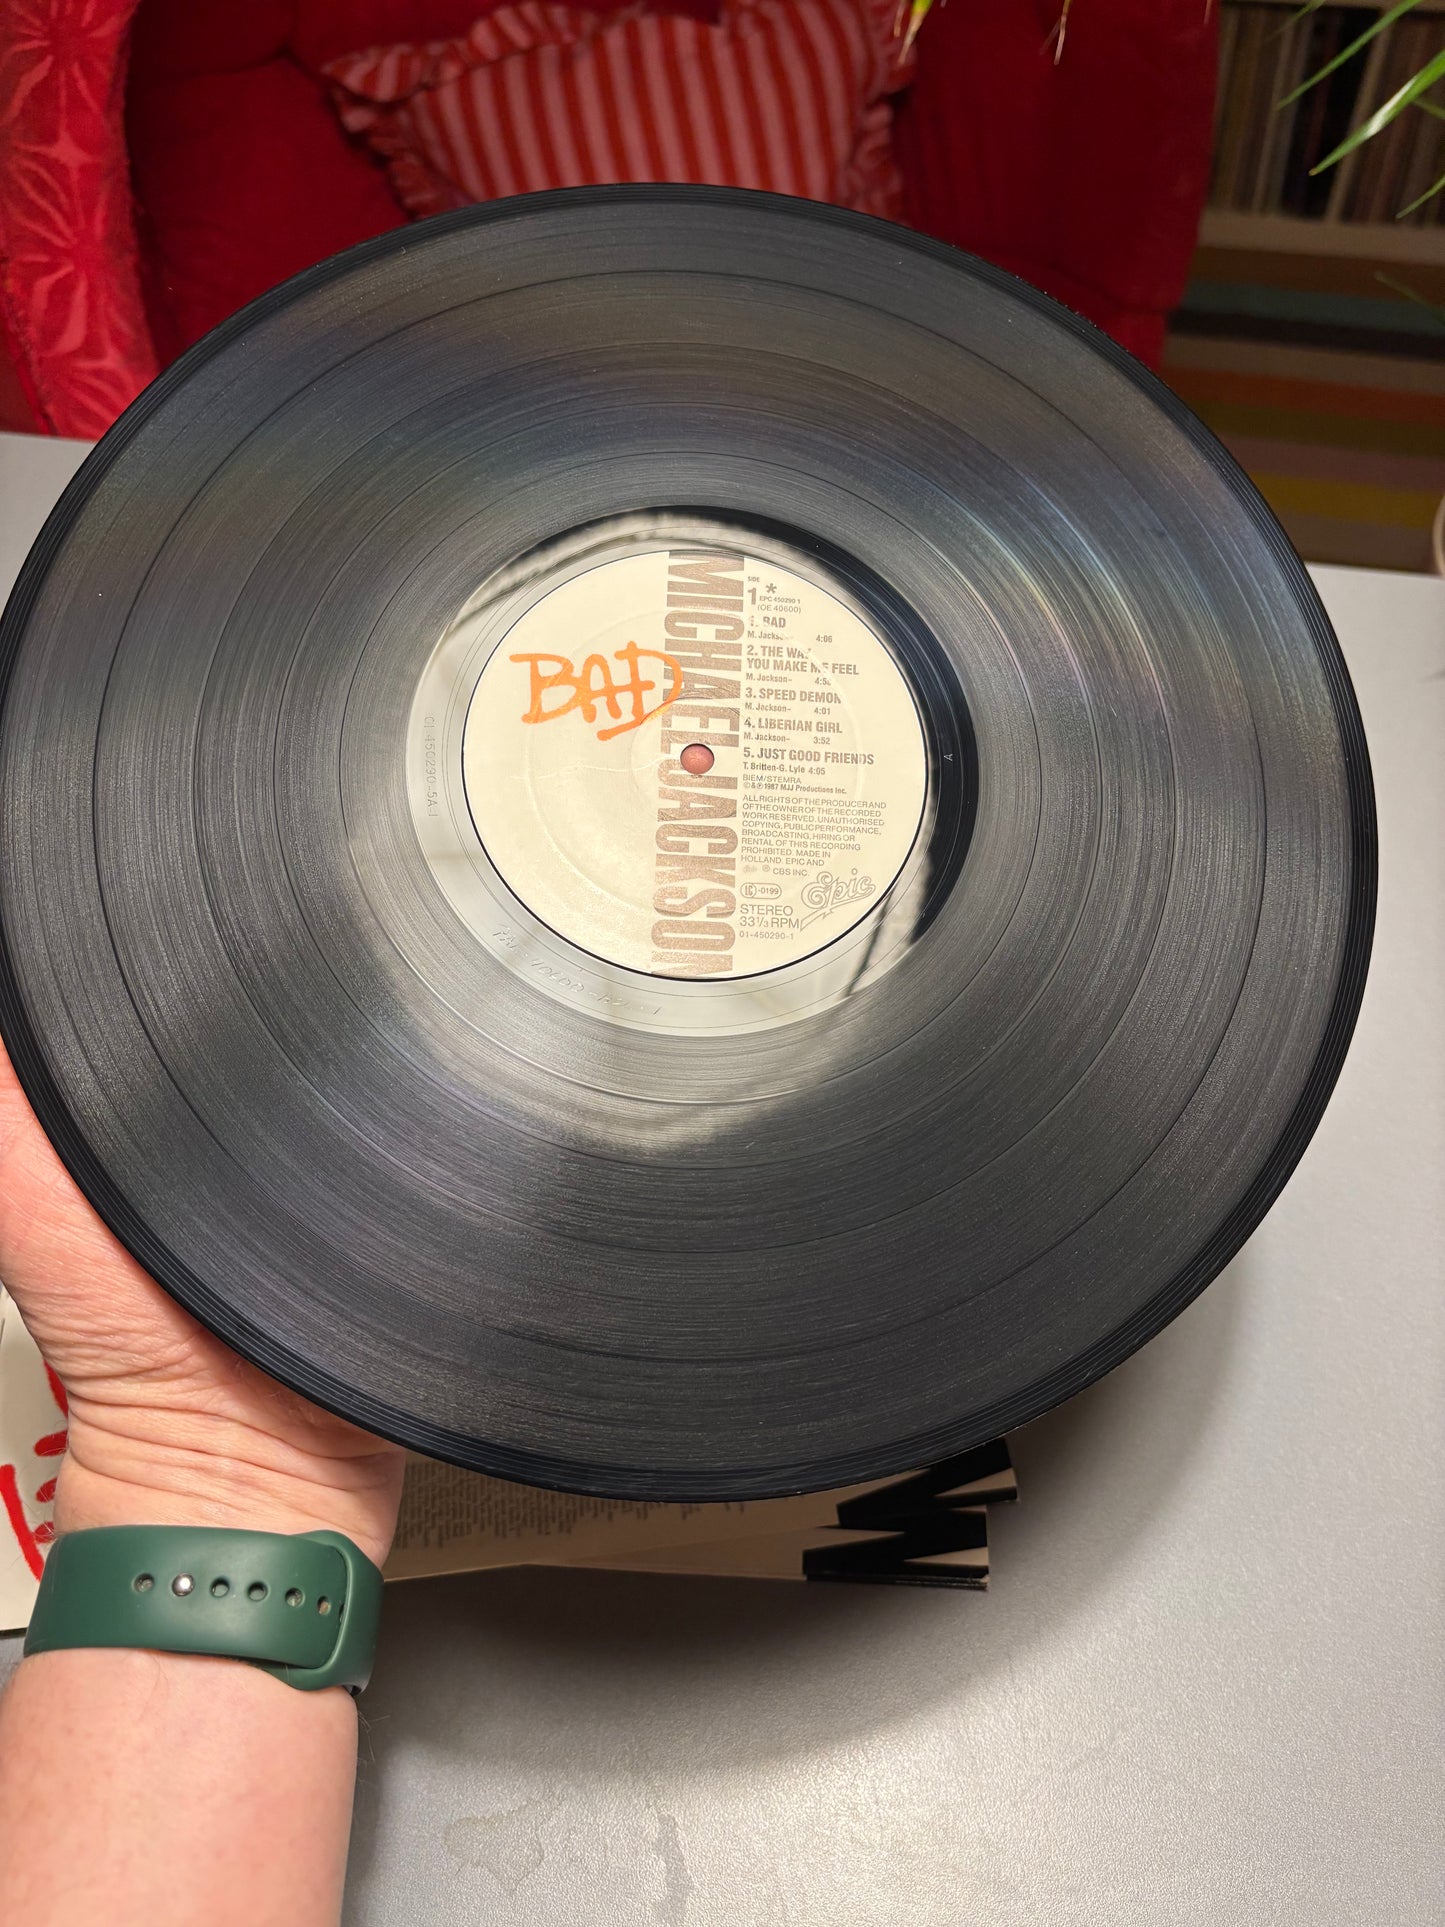 BAD
MICHAEL JACKSON
SIDE
1 *
EPC 450290 1
(OE 40600)
1. BAD
M. Jackson- 4:06
2. THE WAY
YOU MAKE ME FEEL
M. Jackson-
3. SPEED DEMON
M. Jackson- 4:01
4. LIBERIAN GIRL
M. Jackson- 3:52
5. JUST GOOD FRIENDS
T. Britten-G. Lyle 4:05
BIEM/STEMRA
©&℗1987 MJJ Productions Inc.
ALL RIGHTS OF THE PRODUCER AND
OF THE OWNER OF THE RECORDED
WORK RESERVED. UNAUTHORISED
COPYING, PUBLIC PERFORMANCE,
BROADCASTING, HIRING OR
RENTAL OF THIS RECORDING
PROHIBITED. MADE IN
HOLLAND. EPIC AND
® CBS INC.
LC -0199
Epic
STEREO
33⅓ RPM
01-450290-1
01-450290-5A-1
A